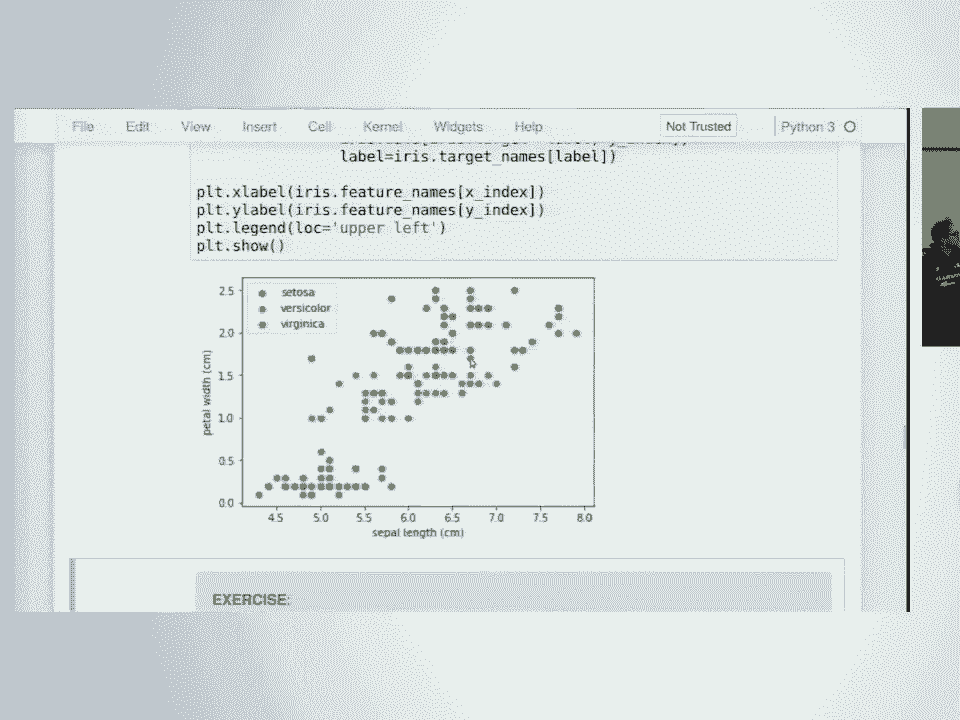 File Edit View Insert Cell Kernel Widgets Help Not Trusted Python 3
label=iris.target_names[label])
plt.xlabel(iris.feature_names[x_index])
plt.ylabel(iris.feature_names[y_index])
plt.legend(loc='upper left')
plt.show()
setosa
versicolor
virginica
2.5
2.0
1.5
1.0
0.5
0.0
petal width (cm)
4.5 5.0 5.5 6.0 6.5 7.0 7.5 8.0
sepal length (cm)
EXERCISE: